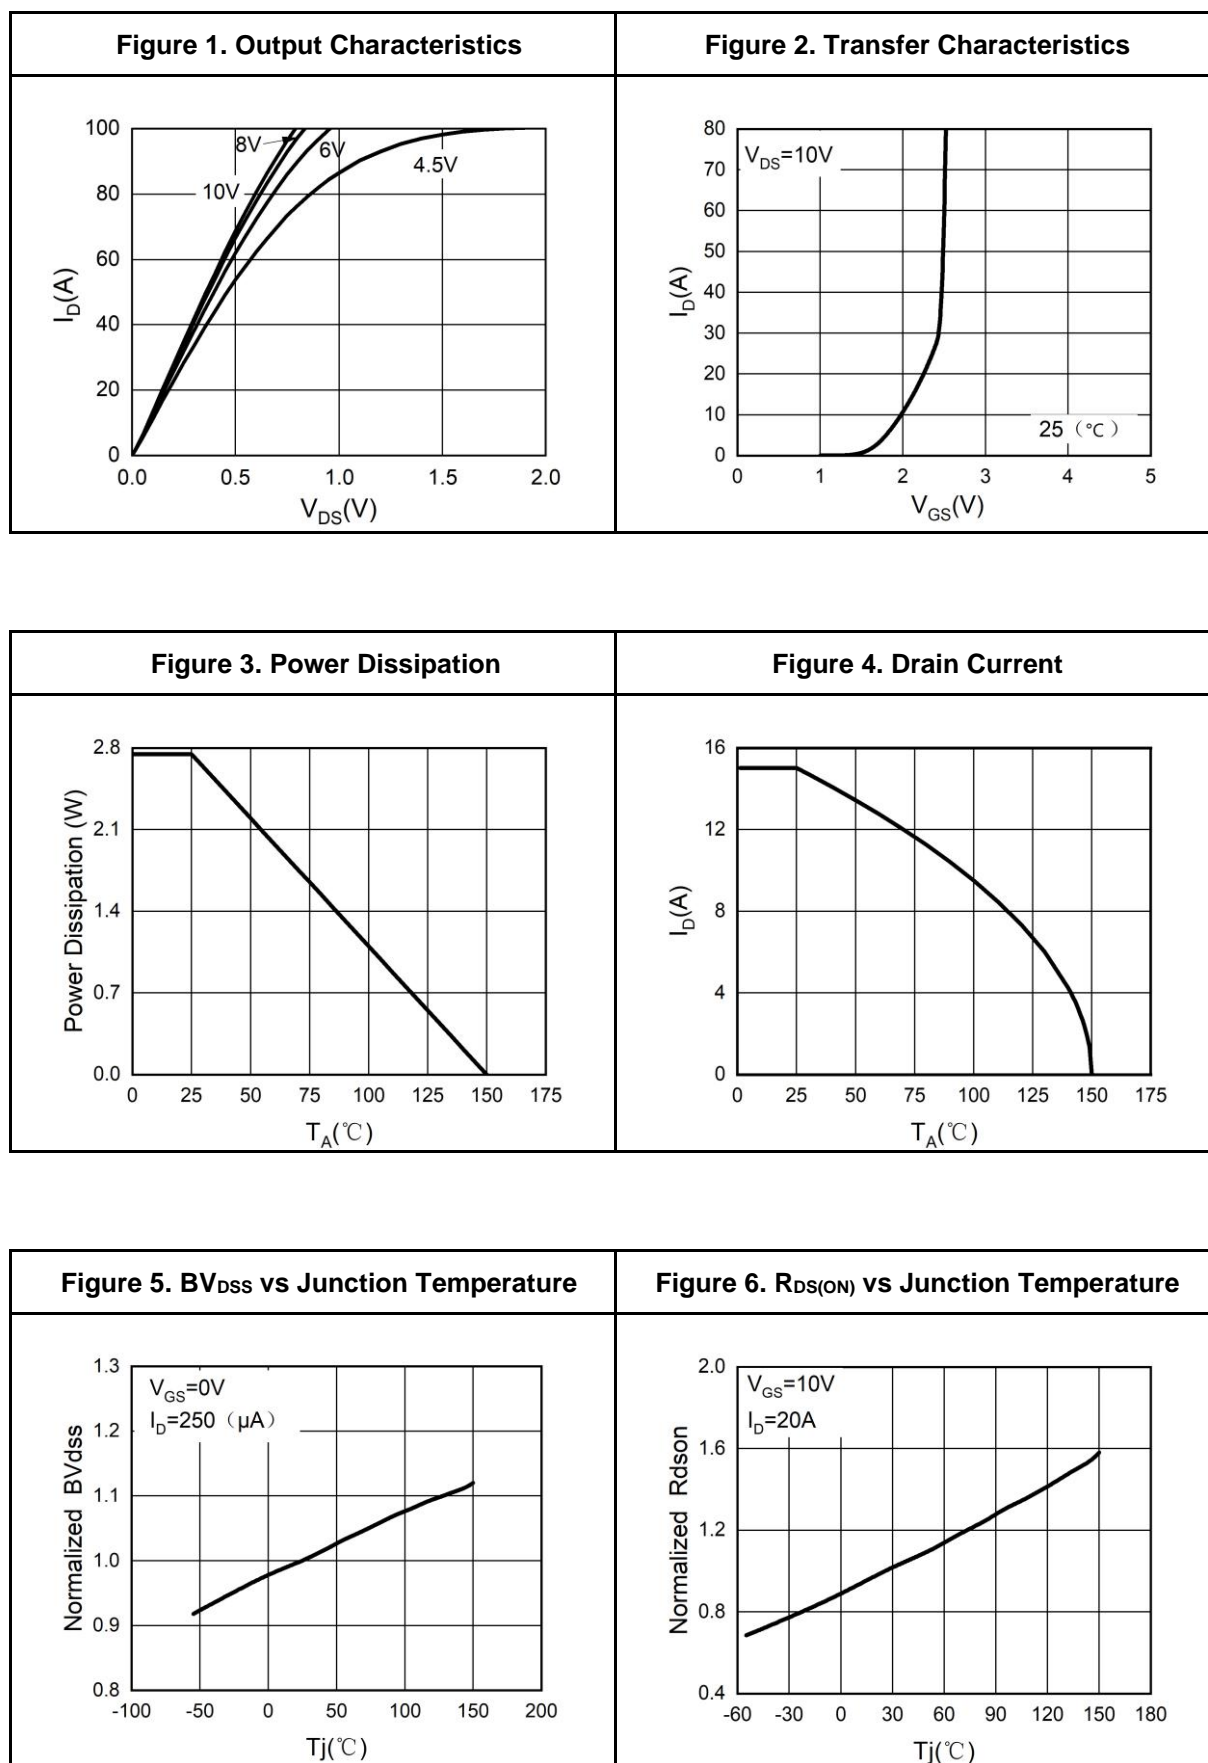 Figure 1. Output Characteristics
Figure 2. Transfer Characteristics
100
80
60
40
20
0
I_D(A)
8V
6V
4.5V
10V
0.0 0.5 1.0 1.5 2.0
V_DS(V)
80
70
60
50
40
30
20
10
0
I_D(A)
V_DS=10V
25（℃）
0 1 2 3 4 5
V_GS(V)
Figure 3. Power Dissipation
Figure 4. Drain Current
2.8
2.1
1.4
0.7
0.0
Power Dissipation (W)
0 25 50 75 100 125 150 175
T_A(℃)
16
12
8
4
0
I_D(A)
0 25 50 75 100 125 150 175
T_A(℃)
Figure 5. BV_DSS vs Junction Temperature
Figure 6. R_DS(ON) vs Junction Temperature
1.3
1.2
1.1
1.0
0.9
0.8
Normalized BVdss
V_GS=0V
I_D=250（μA）
-100 -50 0 50 100 150 200
Tj(℃)
2.0
1.6
1.2
0.8
0.4
Normalized Rdson
V_GS=10V
I_D=20A
-60 -30 0 30 60 90 120 150 180
Tj(℃)